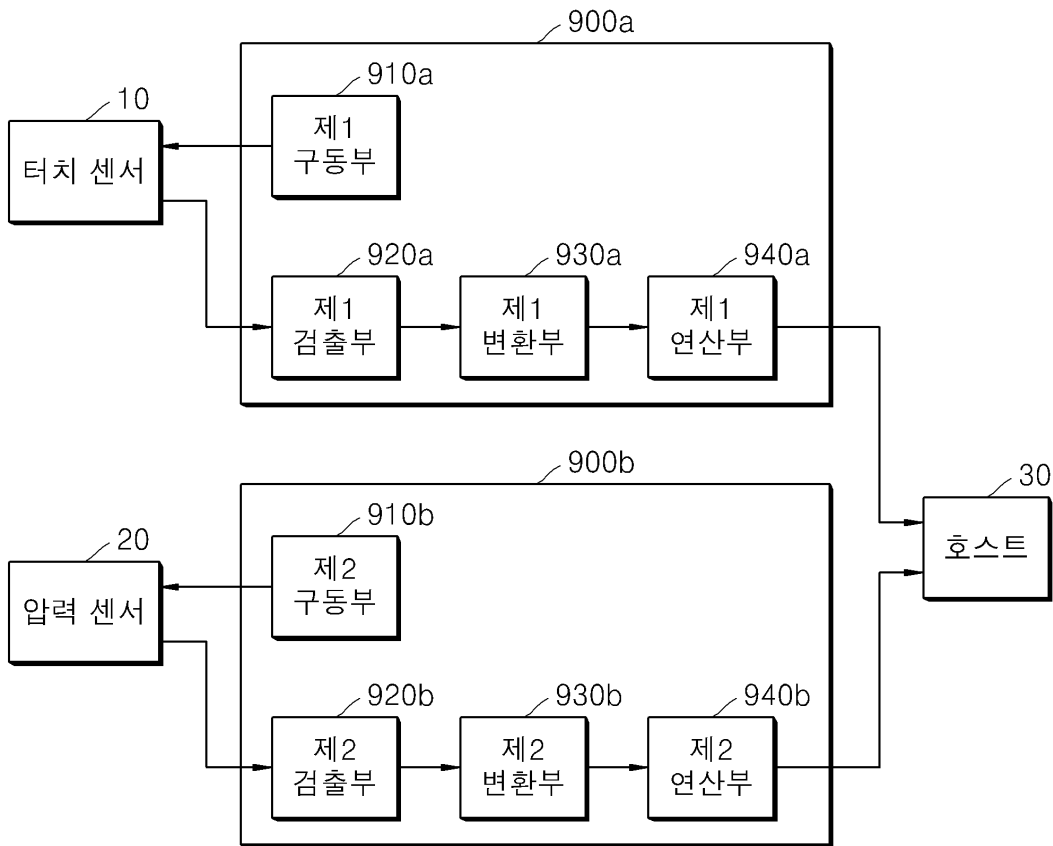 900a
910a
제1
구동부
10
터치 센서
920a
제1
검출부
930a
제1
변환부
940a
제1
연산부
900b
910b
제2
구동부
20
압력 센서
920b
제2
검출부
930b
제2
변환부
940b
제2
연산부
30
호스트